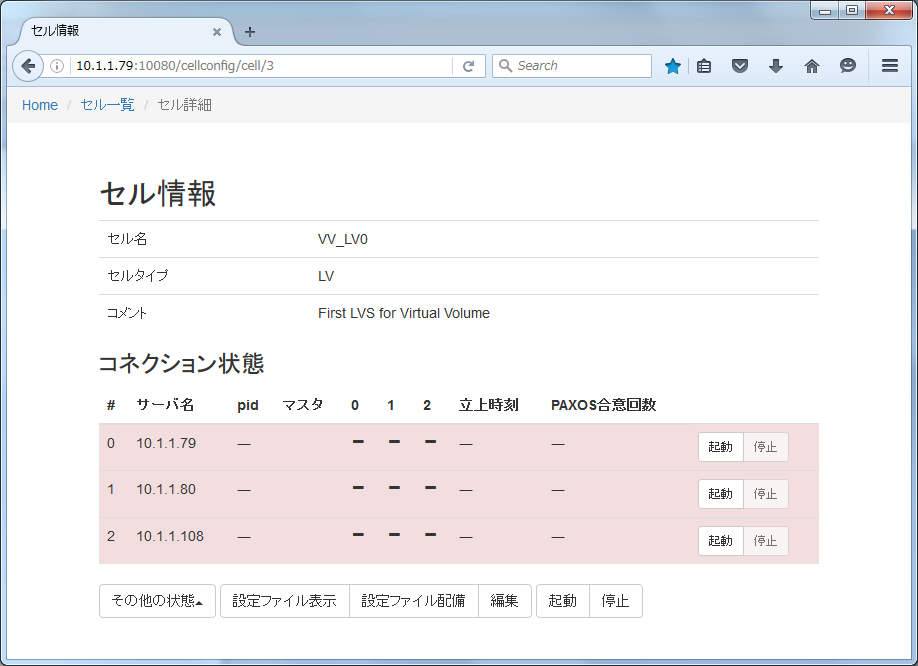 セル情報
10.1.1.79:10080/cellconfig/cell/3
Search
Home / セル一覧 / セル詳細
セル情報
セル名 VV_LV0
セルタイプ LV
コメント First LVS for Virtual Volume
コネクション状態
# サーバ名 pid マスタ 0 1 2 立上時刻 PAXOS合意回数
0 10.1.1.79 — – – – — — 起動 停止
1 10.1.1.80 — – – – — — 起動 停止
2 10.1.1.108 — – – – — — 起動 停止
その他の状態 設定ファイル表示 設定ファイル配備 編集 起動 停止